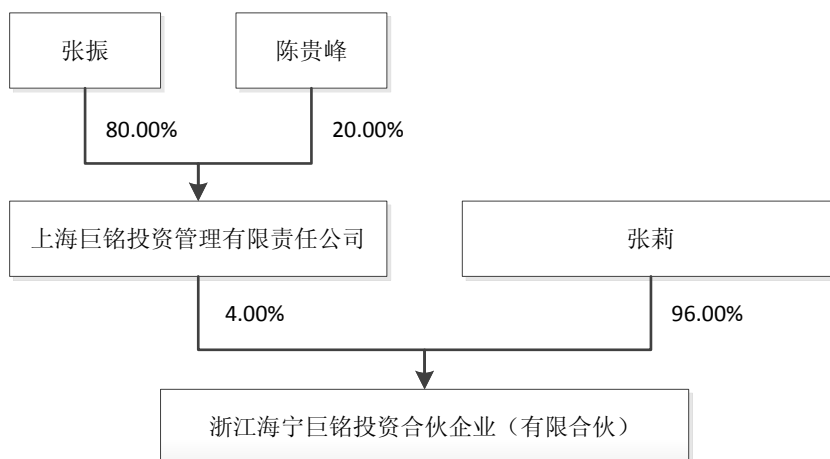 张振
陈贵峰
80.00%
20.00%
上海巨铭投资管理有限责任公司
张莉
4.00%
96.00%
浙江海宁巨铭投资合伙企业（有限合伙）